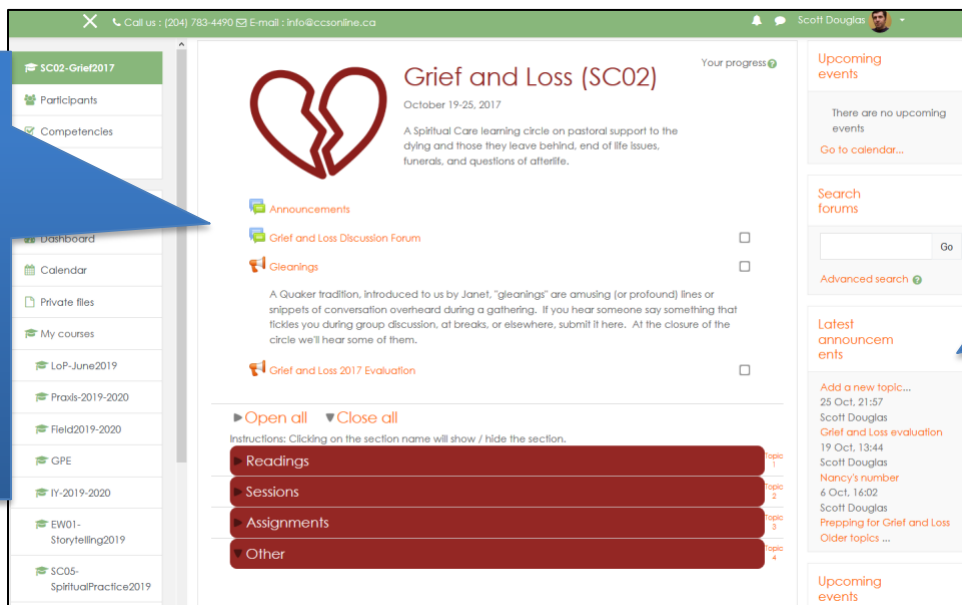 Call us : (204) 783-4490 E-mail : info@ccsonline.ca
Scott Douglas
SC02-Grief2017
Participants
Competencies
Dashboard
Calendar
Private files
My courses
LoP-June2019
Praxis-2019-2020
Field2019-2020
GPE
IY-2019-2020
EW01-
Storytelling2019
SC05-
SpiritualPractice2019
Your progress
Grief and Loss (SC02)
October 19-25, 2017
A Spiritual Care learning circle on pastoral support to the
dying and those they leave behind, end of life issues,
funerals, and questions of afterlife.
Announcements
Grief and Loss Discussion Forum
Gleanings
A Quaker tradition, introduced to us by Janet, "gleanings" are amusing (or profound) lines or
snippets of conversation overheard during a gathering. If you hear someone say something that
tickles you during group discussion, at breaks, or elsewhere, submit it here. At the closure of the
circle we'll hear some of them.
Grief and Loss 2017 Evaluation
Open all Close all
Instructions: Clicking on the section name will show / hide the section.
Readings
Topic
1
Sessions
Topic
2
Assignments
Topic
3
Other
Topic
4
Upcoming
events
There are no upcoming
events
Go to calendar...
Search
forums
Go
Advanced search
Latest
announcem
ents
Add a new topic...
25 Oct, 21:57
Scott Douglas
Grief and Loss evaluation
19 Oct, 13:44
Scott Douglas
Nancy's number
6 Oct, 16:02
Scott Douglas
Prepping for Grief and Loss
Older topics ...
Upcoming
events